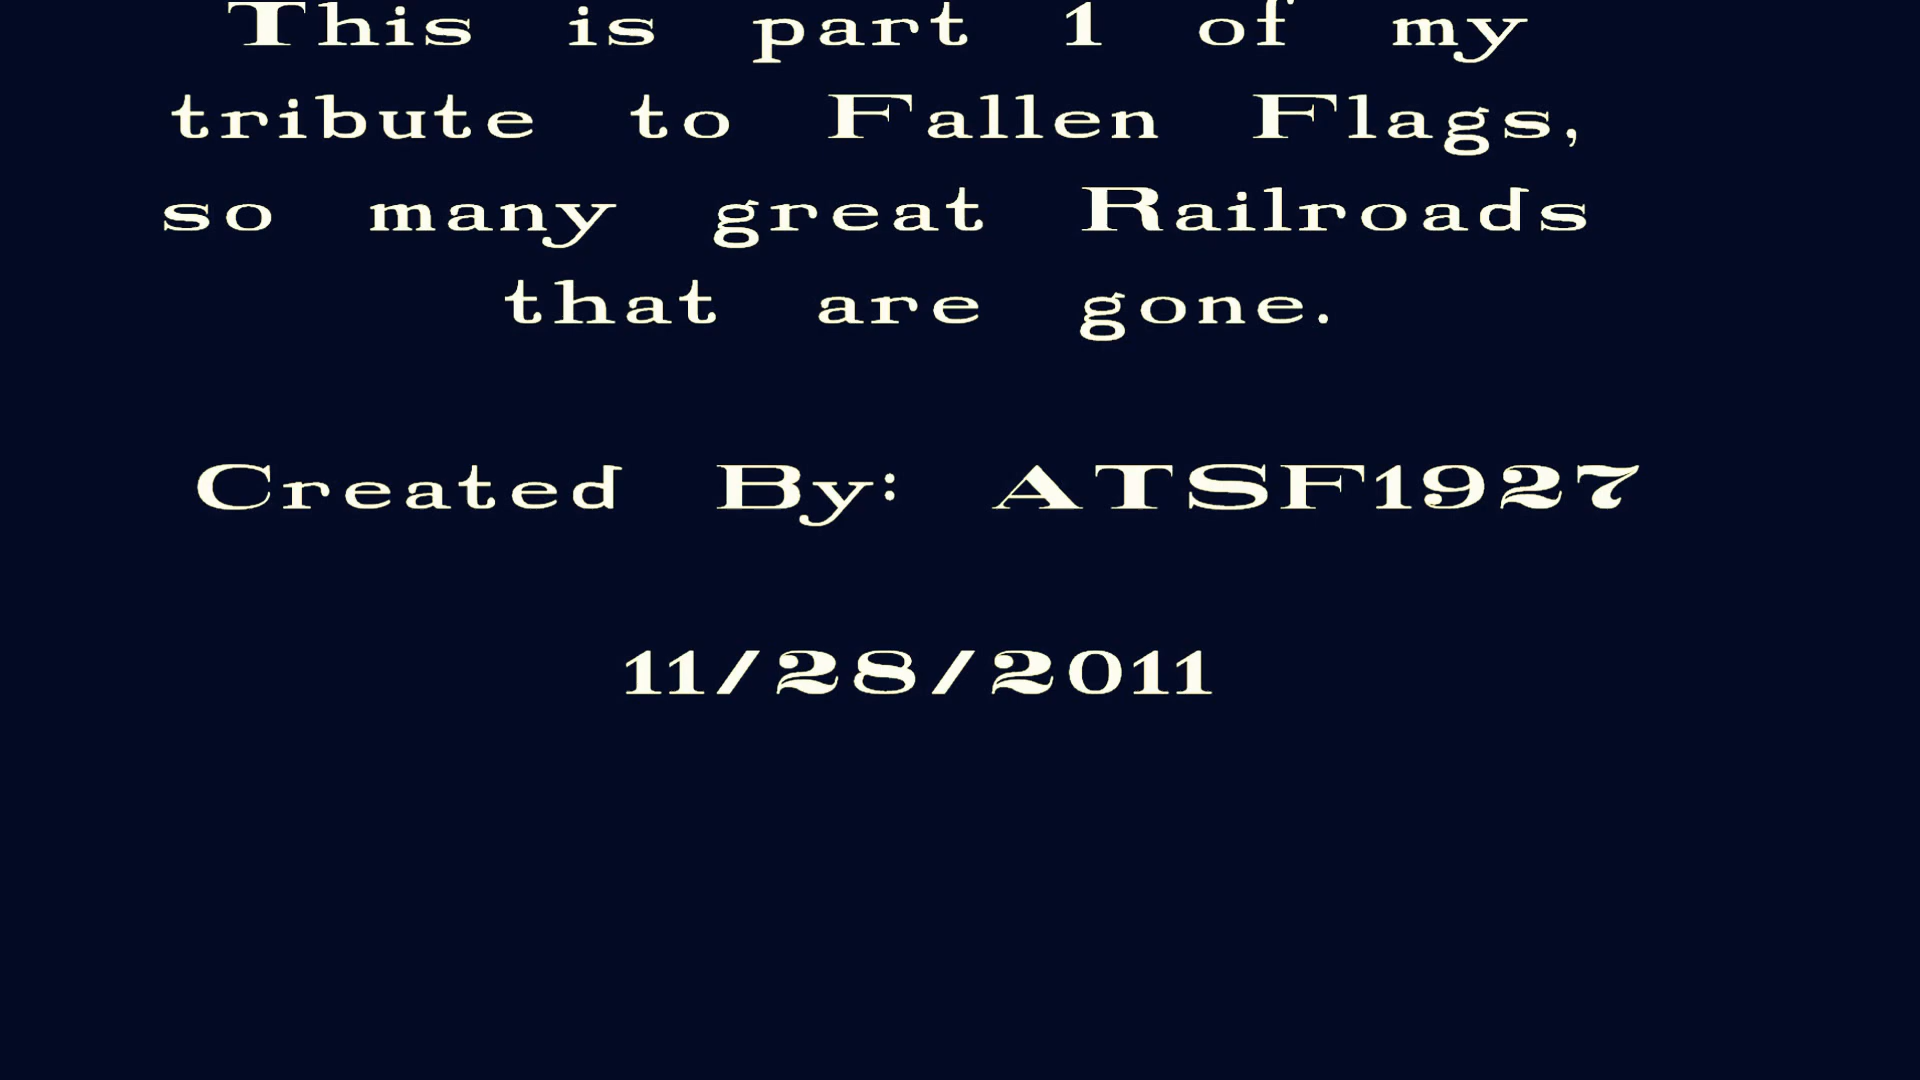 This is part 1 of my
tribute to Fallen Flags,
so many great Railroads
that are gone.
Created By: ATSF1927
11/28/2011